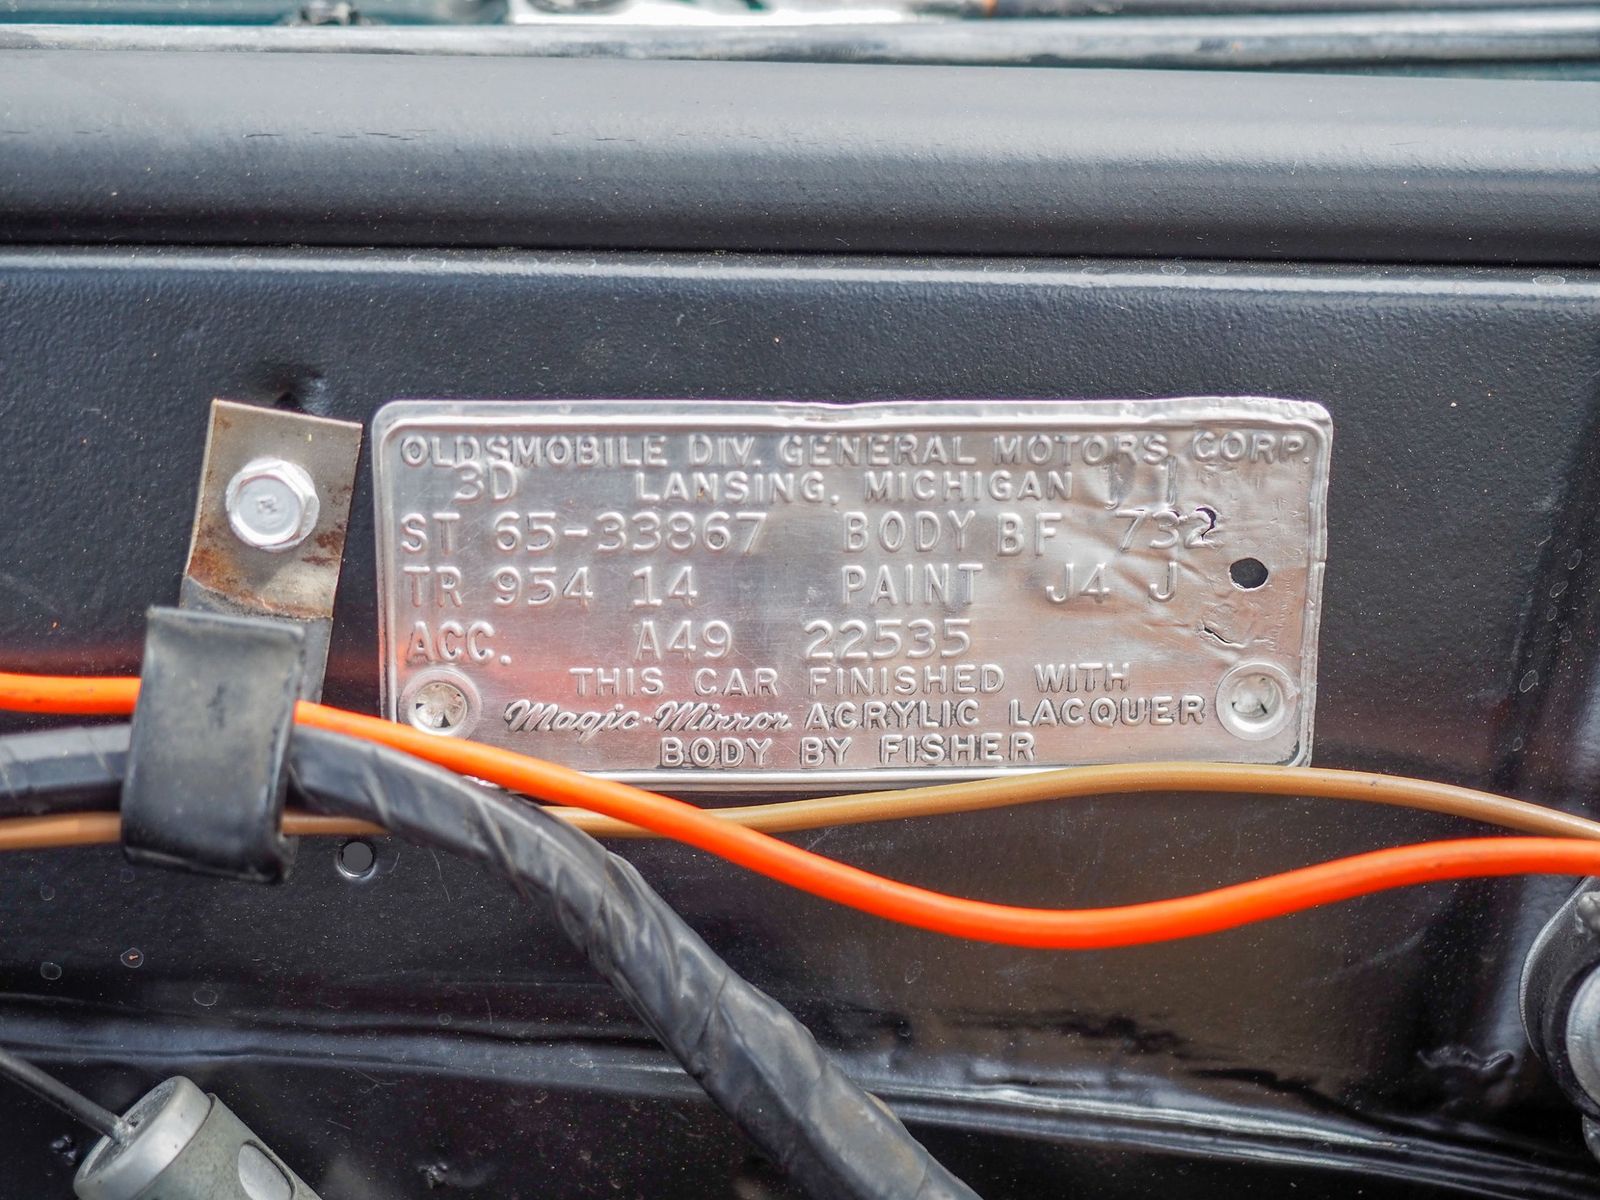 OLDSMOBILE DIV. GENERAL MOTORS CORP.
3D LANSING, MICHIGAN
ST 65-33867 BODY BF 732
TR 954 14 PAINT J4 J
ACC. A49 22535
THIS CAR FINISHED WITH
Magic-Mirror ACRYLIC LACQUER
BODY BY FISHER